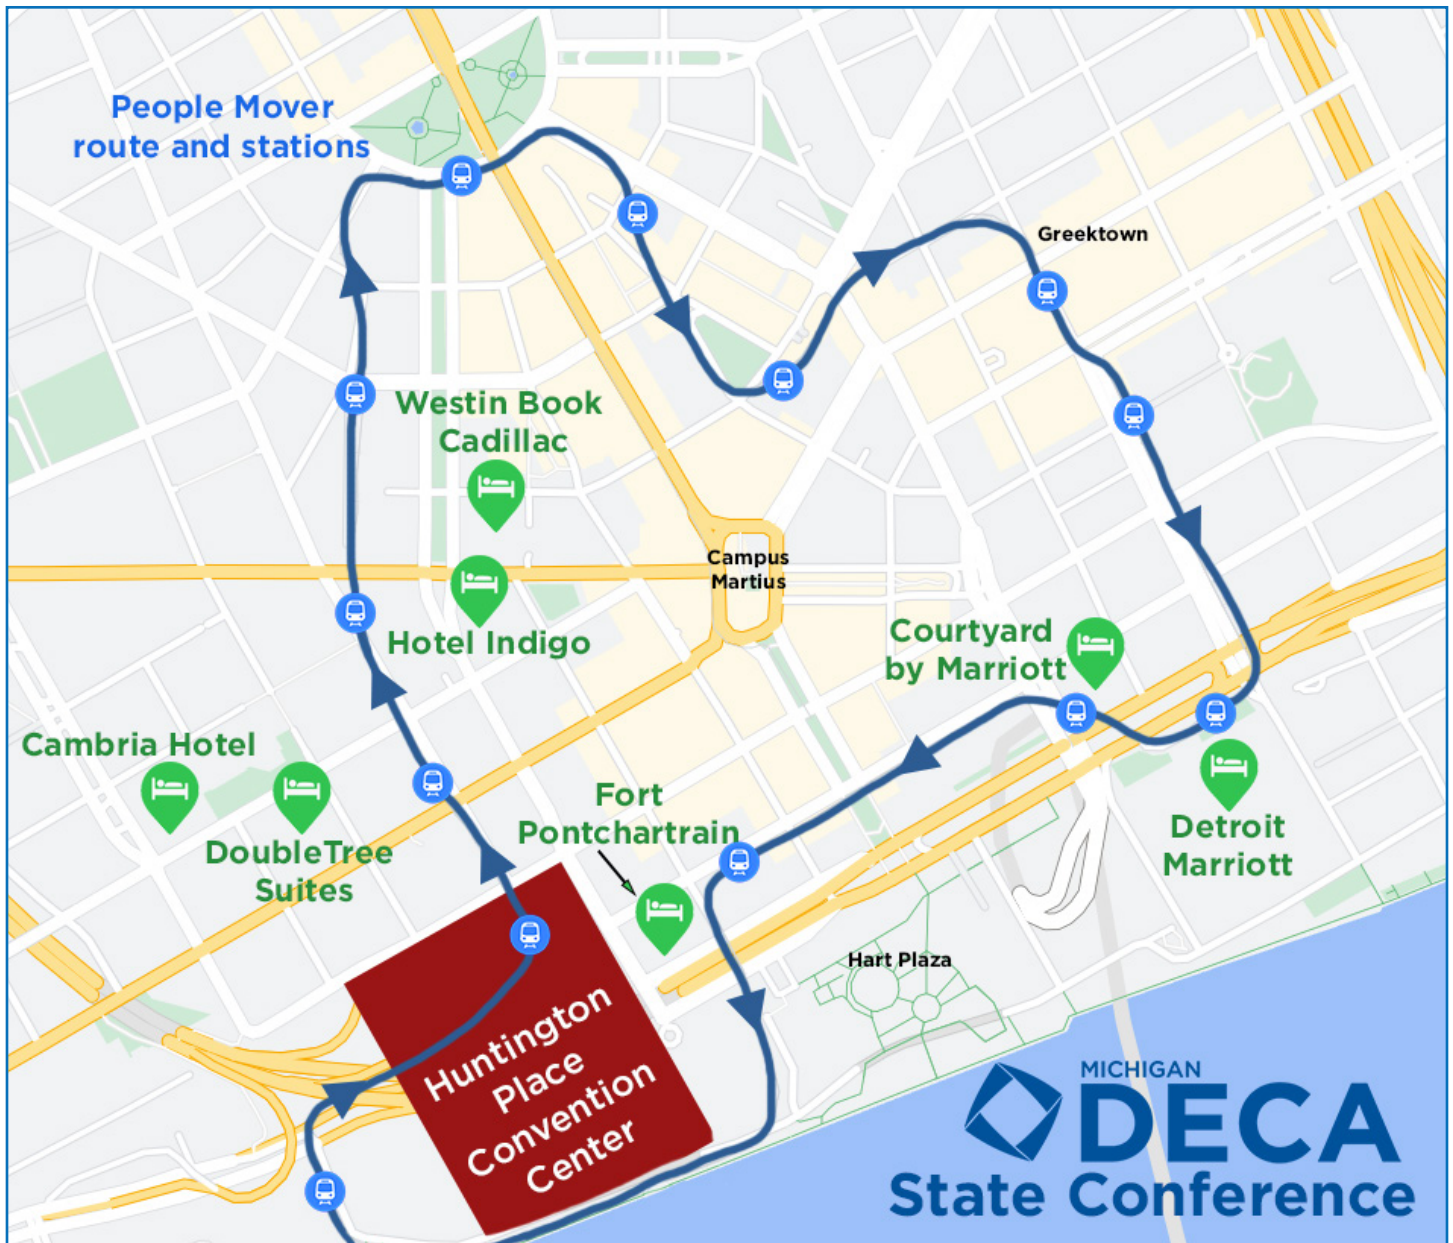 People Mover
route and stations
Greektown
Westin Book
Cadillac
Campus
Martius
Hotel Indigo
Courtyard
by Marriott
Cambria Hotel
DoubleTree
Suites
Fort
Pontchartrain
Detroit
Marriott
Hart Plaza
Huntington
Place
Convention
Center
MICHIGAN
DECA
State Conference